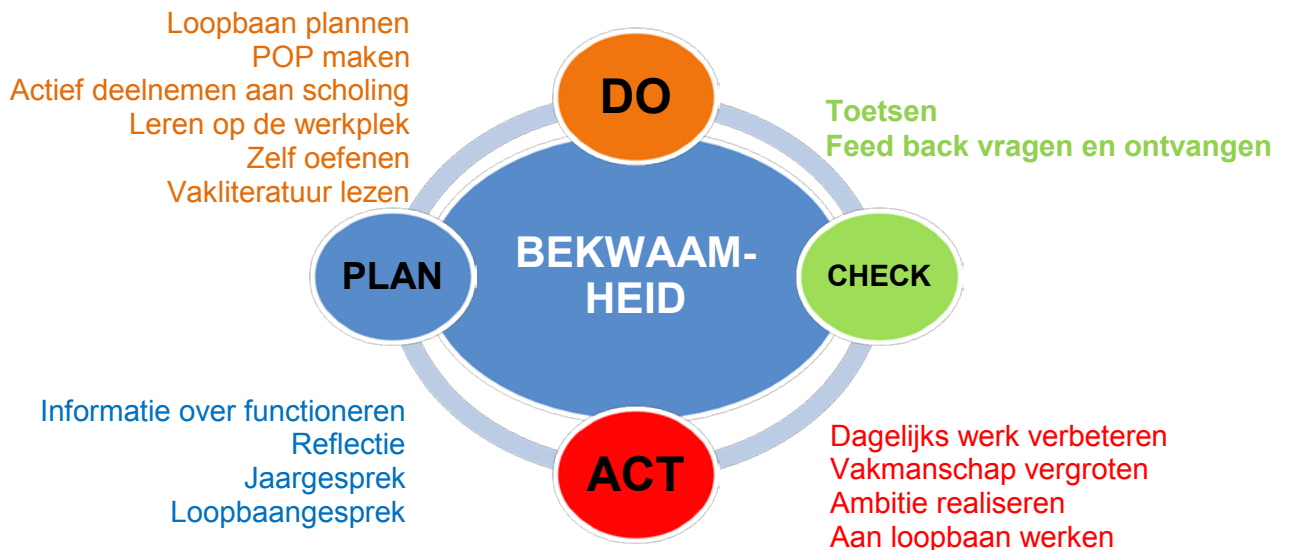 Loopbaan plannen
POP maken
Actief deelnemen aan scholing
Leren op de werkplek
Zelf oefenen
Vakliteratuur lezen
DO
Toetsen
Feed back vragen en ontvangen
PLAN
BEKWAAM-
HEID
CHECK
Informatie over functioneren
Reflectie
Jaargesprek
Loopbaangesprek
ACT
Dagelijks werk verbeteren
Vakmanschap vergroten
Ambitie realiseren
Aan loopbaan werken